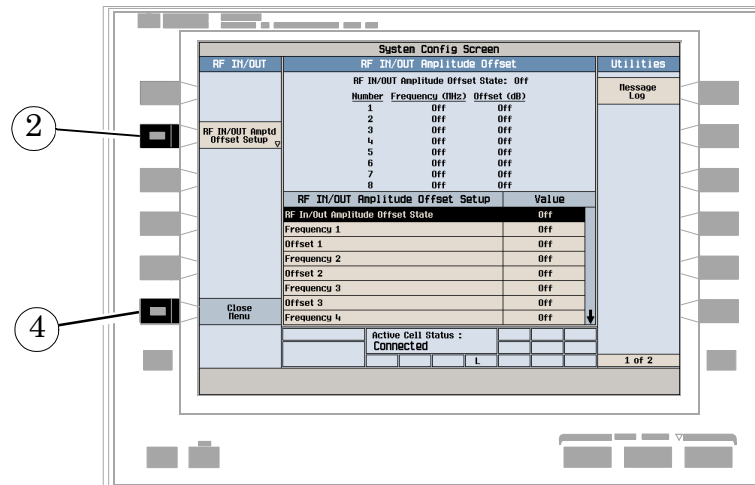 System Config Screen
RF IN/OUT
RF IN/OUT Amplitude Offset
Utilities
RF IN/OUT Amplitude Offset State: Off
Number Frequency (MHz) Offset (dB)
1 Off Off
2 Off Off
3 Off Off
4 Off Off
5 Off Off
6 Off Off
7 Off Off
8 Off Off
Message
Log
2
RF IN/OUT Amptd
Offset Setup
RF IN/OUT Amplitude Offset Setup Value
RF In/Out Amplitude Offset State Off
Frequency 1 Off
Offset 1 Off
Frequency 2 Off
Offset 2 Off
Frequency 3 Off
Offset 3 Off
Frequency 4 Off
4
Close
Menu
Active Cell Status :
Connected
L
1 of 2